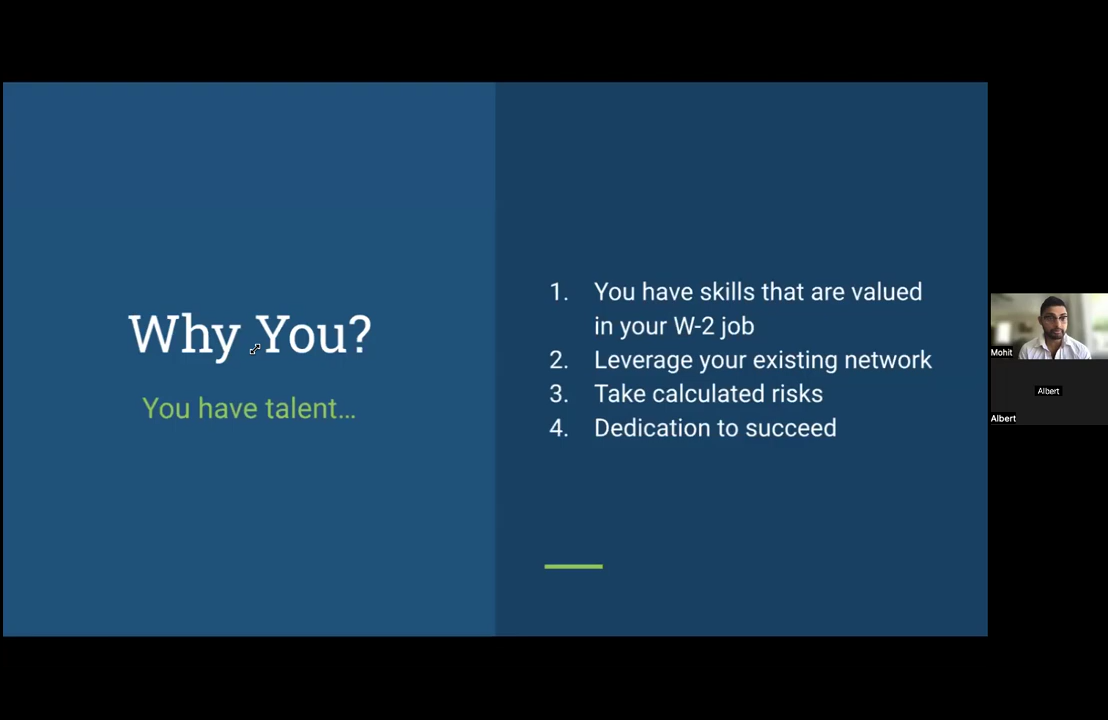 Why You?
You have talent...
1. You have skills that are valued
in your W-2 job
2. Leverage your existing network
3. Take calculated risks
4. Dedication to succeed
Mohit
Albert
Albert